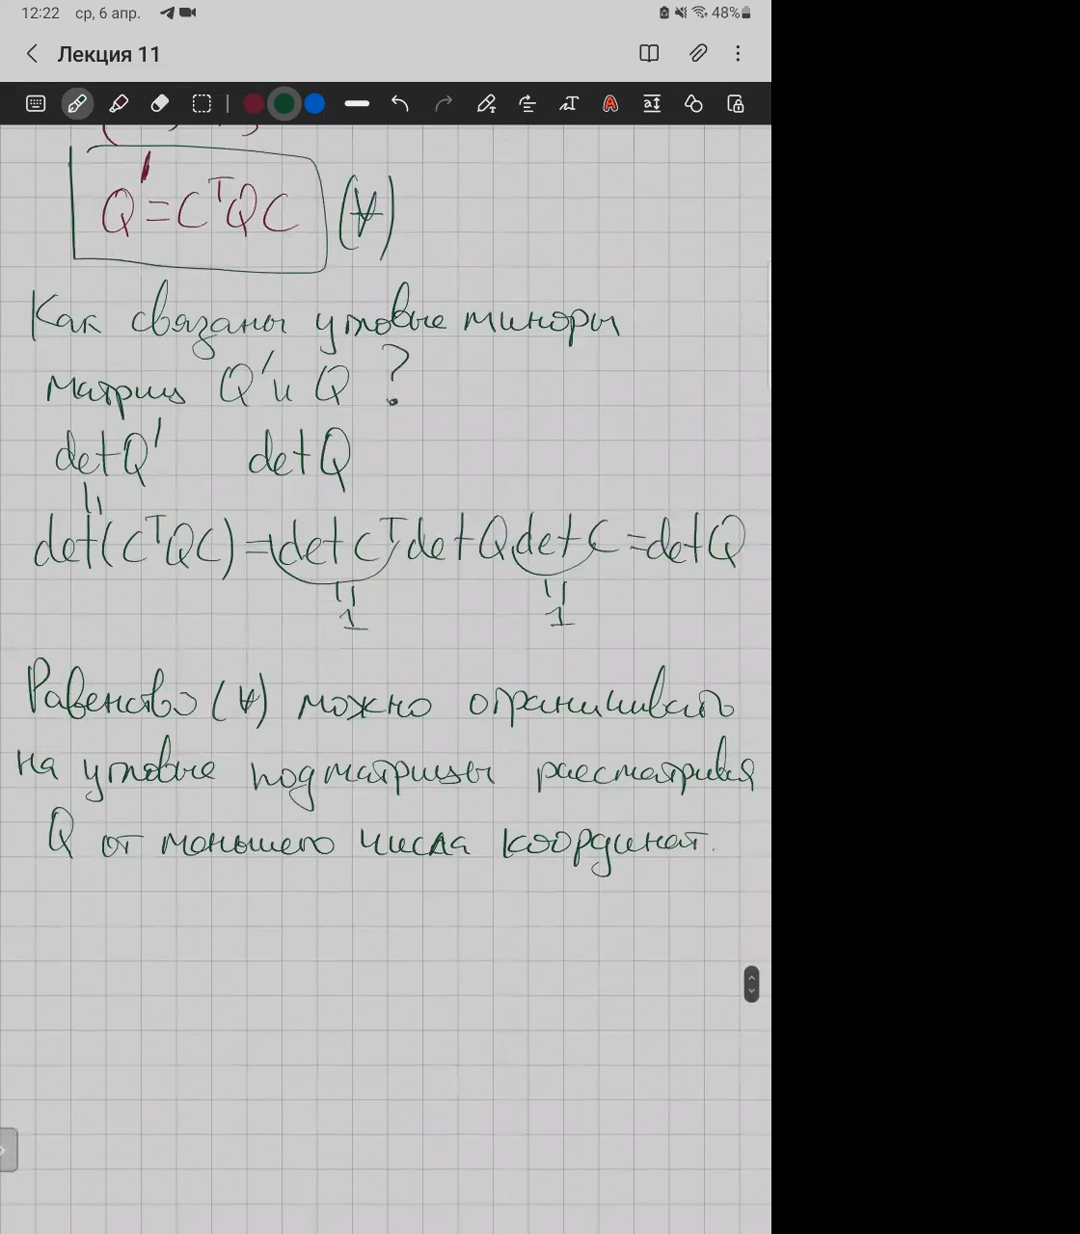 12:22 ср, 6 апр. 48%
Лекция 11
Q' = CᵀQC (∀)
Как связаны угловые миноры
матриц Q' и Q ?
det Q' det Q
||
det(CᵀQC) = det Cᵀ det Q det C = det Q
|| ||
1 1
Равенство (∀) можно ограничивать
на угловые подматрицы рассматривая
Q от меньшего числа координат.